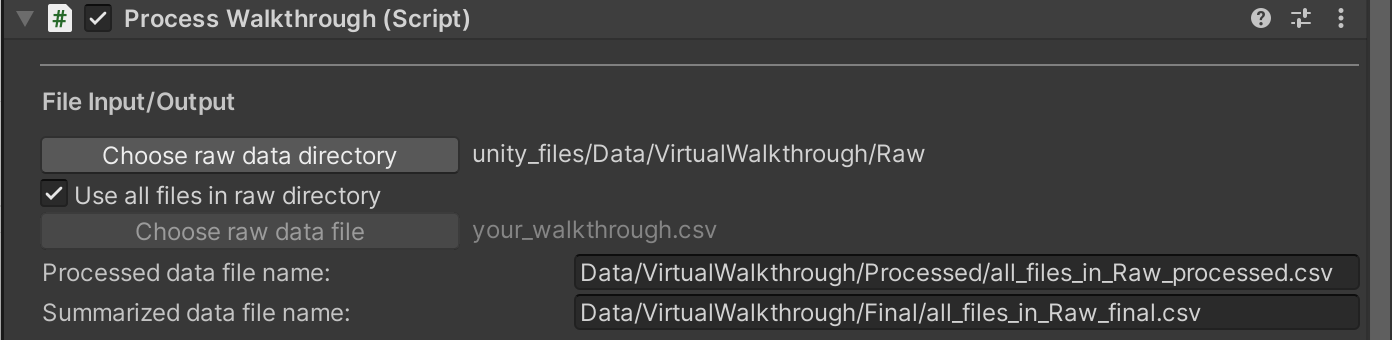 Process Walkthrough (Script)
File Input/Output
Choose raw data directory unity_files/Data/VirtualWalkthrough/Raw
Use all files in raw directory
Choose raw data file your_walkthrough.csv
Processed data file name: Data/VirtualWalkthrough/Processed/all_files_in_Raw_processed.csv
Summarized data file name: Data/VirtualWalkthrough/Final/all_files_in_Raw_final.csv